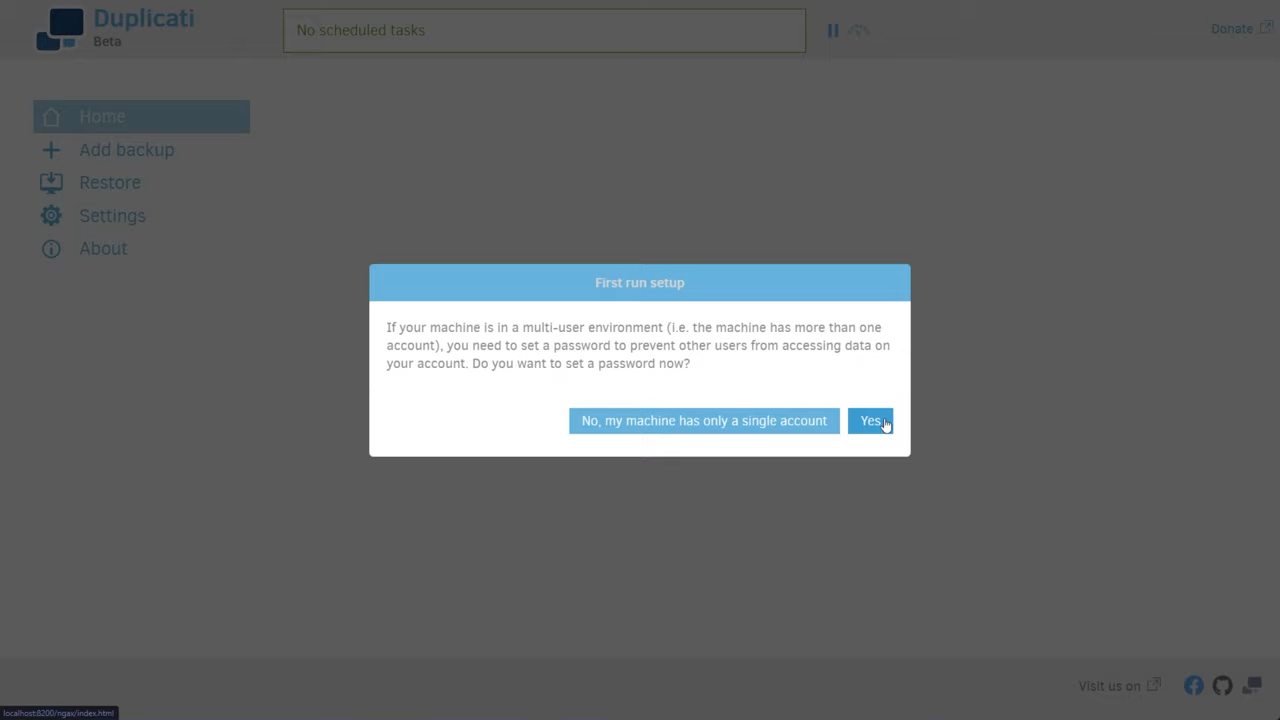 Duplicati
Beta
No scheduled tasks
Donate
Home
Add backup
Restore
Settings
About
First run setup
If your machine is in a multi-user environment (i.e. the machine has more than one
account), you need to set a password to prevent other users from accessing data on
your account. Do you want to set a password now?
No, my machine has only a single account
Yes
Visit us on
localhost:8200/ngax/index.html